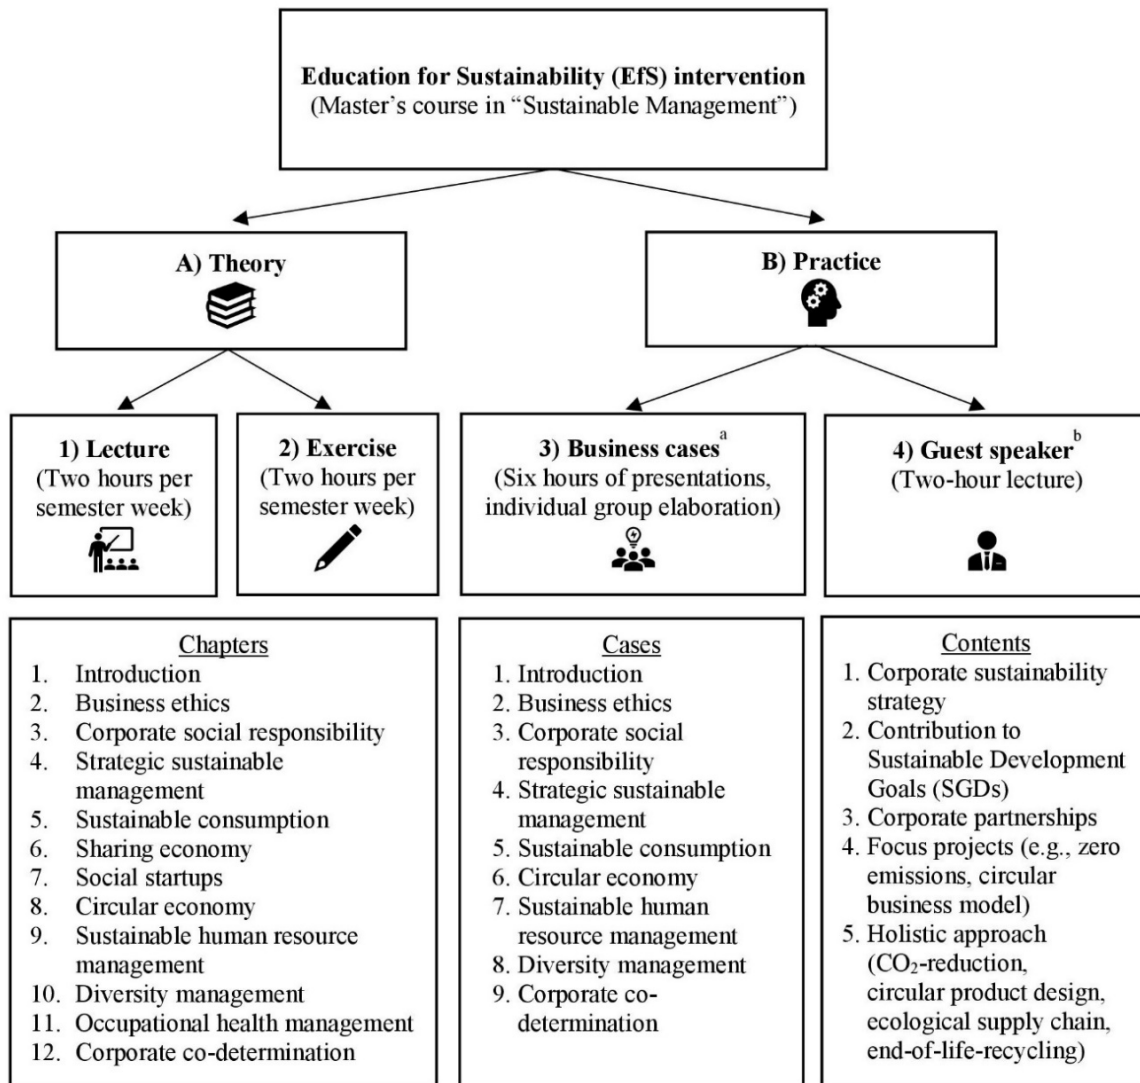 Education for Sustainability (EfS) intervention
(Master's course in “Sustainable Management”)
A) Theory
B) Practice
1) Lecture
(Two hours per
semester week)
2) Exercise
(Two hours per
semester week)
3) Business cases a
(Six hours of presentations,
individual group elaboration)
4) Guest speaker b
(Two-hour lecture)
Chapters
1. Introduction
2. Business ethics
3. Corporate social responsibility
4. Strategic sustainable
management
5. Sustainable consumption
6. Sharing economy
7. Social startups
8. Circular economy
9. Sustainable human resource
management
10. Diversity management
11. Occupational health management
12. Corporate co-determination
Cases
1. Introduction
2. Business ethics
3. Corporate social
responsibility
4. Strategic sustainable
management
5. Sustainable consumption
6. Circular economy
7. Sustainable human
resource management
8. Diversity management
9. Corporate co-
determination
Contents
1. Corporate sustainability
strategy
2. Contribution to
Sustainable Development
Goals (SGDs)
3. Corporate partnerships
4. Focus projects (e.g., zero
emissions, circular
business model)
5. Holistic approach
(CO₂-reduction,
circular product design,
ecological supply chain,
end-of-life-recycling)